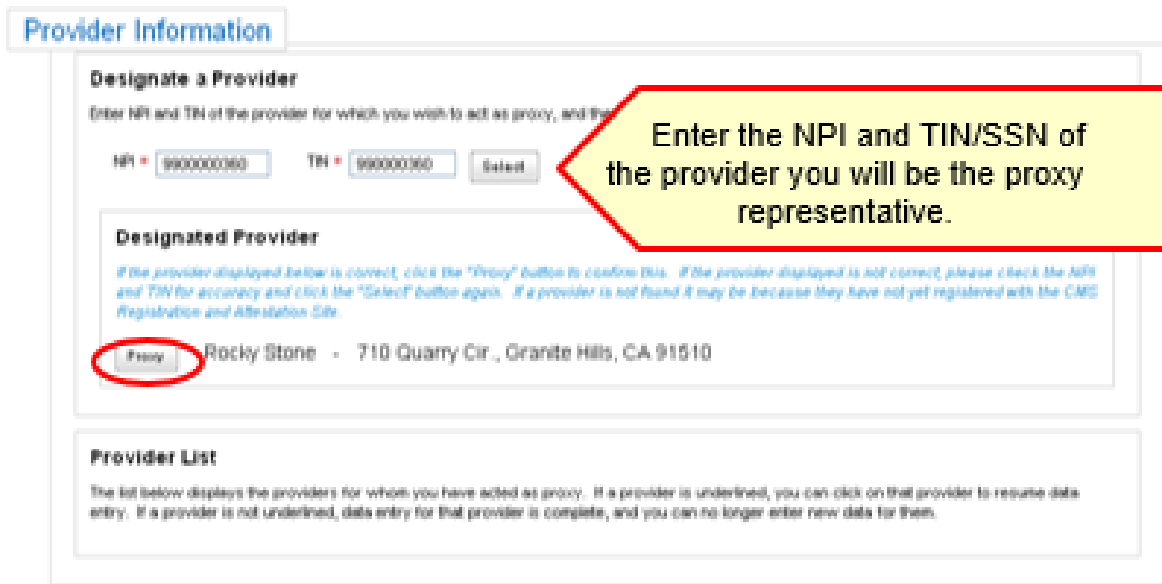 Provider Information
Designate a Provider
Enter NPI and TIN of the provider for which you wish to act as proxy, and
NPI * 9900000360 TIN * 990000360 Select
Enter the NPI and TIN/SSN of
the provider you will be the proxy
representative.
Designated Provider
If the provider displayed below is correct, click the "Proxy" button to confirm this. If the provider displayed is not correct, please check the NPI
and TIN for accuracy and click the "Select" button again. If a provider is not found it may be because they have not yet registered with the CMS
Registration and Attestation Site.
Proxy Rocky Stone - 710 Quarry Cir., Granite Hills, CA 91510
Provider List
The list below displays the providers for whom you have acted as proxy. If a provider is underlined, you can click on that provider to resume data
entry. If a provider is not underlined, data entry for that provider is complete, and you can no longer enter new data for them.